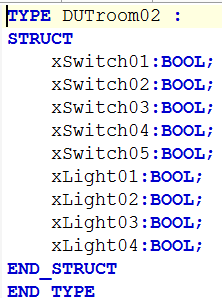 TYPE DUTroom02 :
STRUCT
    xSwitch01:BOOL;
    xSwitch02:BOOL;
    xSwitch03:BOOL;
    xSwitch04:BOOL;
    xSwitch05:BOOL;
    xLight01:BOOL;
    xLight02:BOOL;
    xLight03:BOOL;
    xLight04:BOOL;
END_STRUCT
END_TYPE